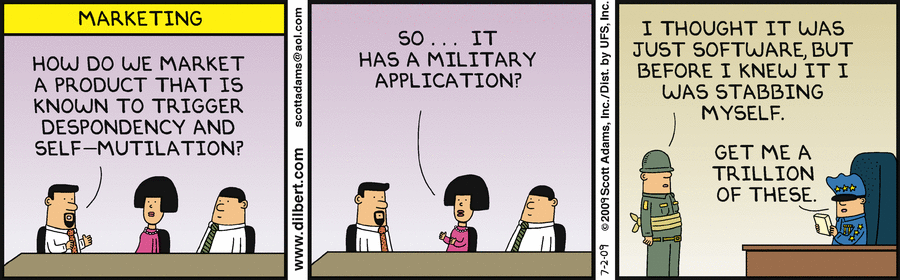 MARKETING
HOW DO WE MARKET
A PRODUCT THAT IS
KNOWN TO TRIGGER
DESPONDENCY AND
SELF-MUTILATION?
www.dilbert.com
scottadams@aol.com
SO... IT
HAS A MILITARY
APPLICATION?
7-2-09
©2009 Scott Adams, Inc./Dist. by UFS, Inc.
I THOUGHT IT WAS
JUST SOFTWARE, BUT
BEFORE I KNEW IT I
WAS STABBING
MYSELF.
GET ME A
TRILLION
OF THESE.